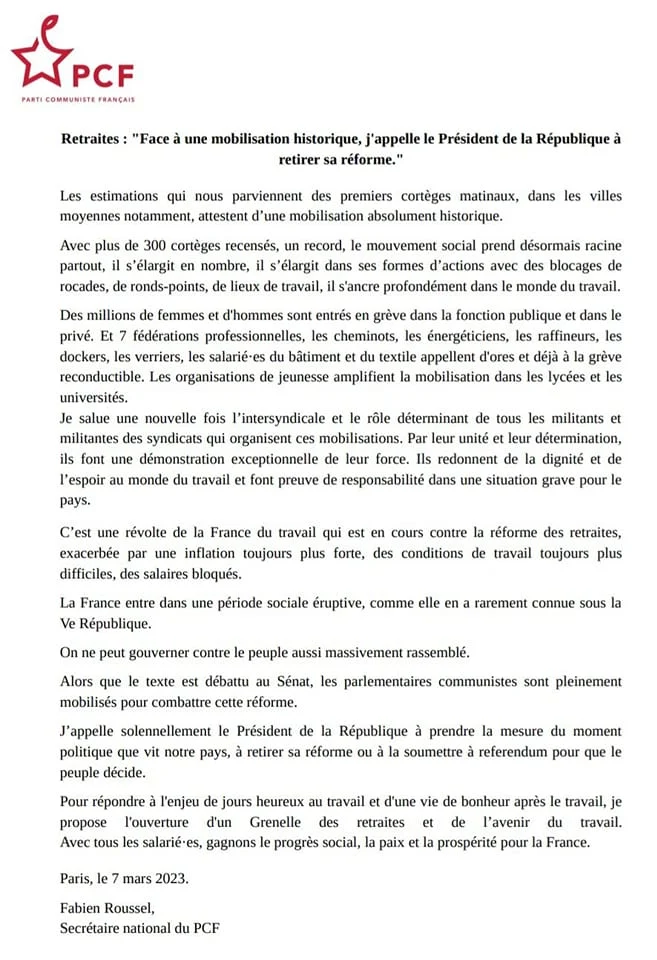 PCF
PARTI COMMUNISTE FRANÇAIS
Retraites : "Face à une mobilisation historique, j'appelle le Président de la République à
retirer sa réforme."
Les estimations qui nous parviennent des premiers cortèges matinaux, dans les villes
moyennes notamment, attestent d’une mobilisation absolument historique.
Avec plus de 300 cortèges recensés, un record, le mouvement social prend désormais racine
partout, il s’élargit en nombre, il s’élargit dans ses formes d’actions avec des blocages de
rocades, de ronds-points, de lieux de travail, il s'ancre profondément dans le monde du travail.
Des millions de femmes et d'hommes sont entrés en grève dans la fonction publique et dans le
privé. Et 7 fédérations professionnelles, les cheminots, les énergéticiens, les raffineurs, les
dockers, les verriers, les salarié·es du bâtiment et du textile appellent d'ores et déjà à la grève
reconductible. Les organisations de jeunesse amplifient la mobilisation dans les lycées et les
universités.
Je salue une nouvelle fois l’intersyndicale et le rôle déterminant de tous les militants et
militantes des syndicats qui organisent ces mobilisations. Par leur unité et leur détermination,
ils font une démonstration exceptionnelle de leur force. Ils redonnent de la dignité et de
l’espoir au monde du travail et font preuve de responsabilité dans une situation grave pour le
pays.
C’est une révolte de la France du travail qui est en cours contre la réforme des retraites,
exacerbée par une inflation toujours plus forte, des conditions de travail toujours plus
difficiles, des salaires bloqués.
La France entre dans une période sociale éruptive, comme elle en a rarement connue sous la
Ve République.
On ne peut gouverner contre le peuple aussi massivement rassemblé.
Alors que le texte est débattu au Sénat, les parlementaires communistes sont pleinement
mobilisés pour combattre cette réforme.
J’appelle solennellement le Président de la République à prendre la mesure du moment
politique que vit notre pays, à retirer sa réforme ou à la soumettre à referendum pour que le
peuple décide.
Pour répondre à l'enjeu de jours heureux au travail et d'une vie de bonheur après le travail, je
propose l'ouverture d'un Grenelle des retraites et de l’avenir du travail.
Avec tous les salarié·es, gagnons le progrès social, la paix et la prospérité pour la France.
Paris, le 7 mars 2023.
Fabien Roussel,
Secrétaire national du PCF